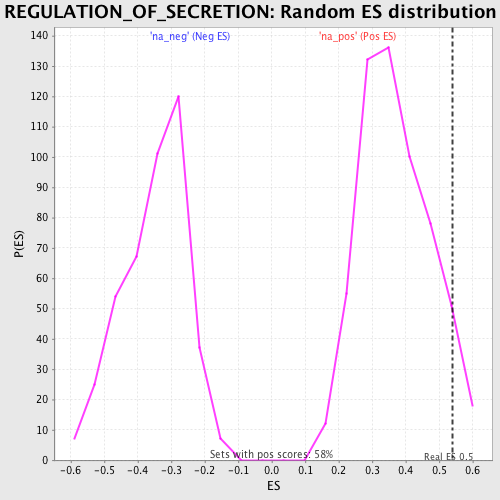 REGULATION_OF_SECRETION: Random ES distribution
'na_neg' (Neg ES)
'na_pos' (Pos ES)
140
130
120
110
100
90
80
70
60
50
40
30
20
10
0
P(ES)
Sets with pos scores: 58%
Real ES 0.5
-0.6 -0.5 -0.4 -0.3 -0.2 -0.1 0.0 0.1 0.2 0.3 0.4 0.5 0.6
ES